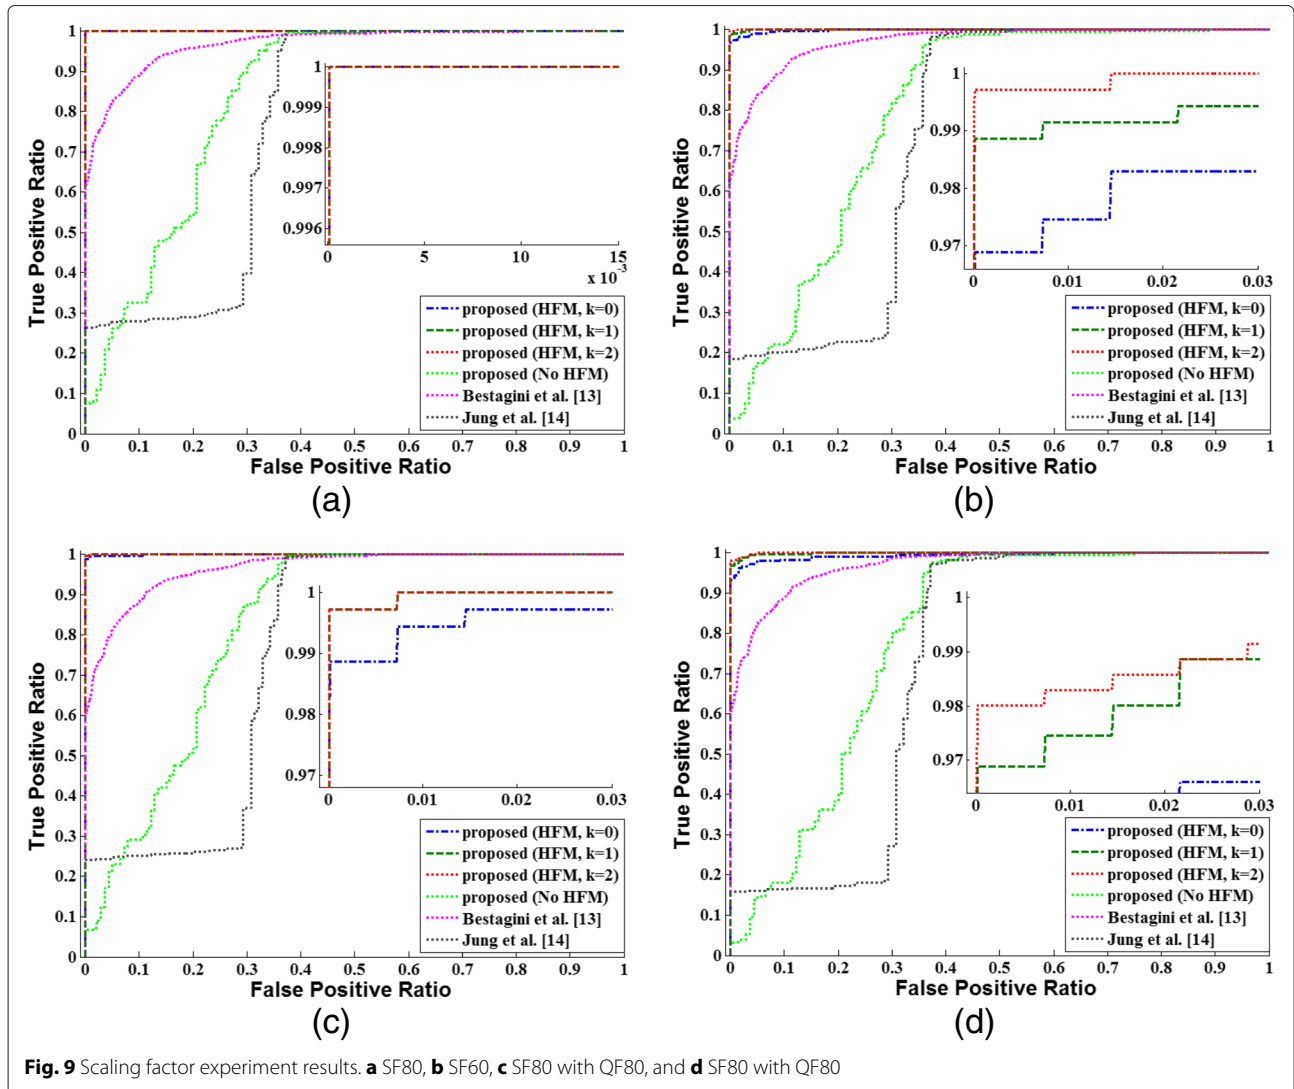 1
0.9
0.8
0.7
0.6
0.5
0.4
0.3
0.2
0.1
0
True Positive Ratio
0 0.1 0.2 0.3 0.4 0.5 0.6 0.7 0.8 0.9 1
False Positive Ratio
1
0.999
0.998
0.997
0.996
0 5 10 15
x 10-3
proposed (HFM, k=0)
proposed (HFM, k=1)
proposed (HFM, k=2)
proposed (No HFM)
Bestagini et al. [13]
Jung et al. [14]
(a)
1
0.9
0.8
0.7
0.6
0.5
0.4
0.3
0.2
0.1
0
True Positive Ratio
0 0.1 0.2 0.3 0.4 0.5 0.6 0.7 0.8 0.9 1
False Positive Ratio
1
0.99
0.98
0.97
0 0.01 0.02 0.03
proposed (HFM, k=0)
proposed (HFM, k=1)
proposed (HFM, k=2)
proposed (No HFM)
Bestagini et al. [13]
Jung et al. [14]
(b)
1
0.9
0.8
0.7
0.6
0.5
0.4
0.3
0.2
0.1
0
True Positive Ratio
0 0.1 0.2 0.3 0.4 0.5 0.6 0.7 0.8 0.9 1
False Positive Ratio
1
0.99
0.98
0.97
0 0.01 0.02 0.03
proposed (HFM, k=0)
proposed (HFM, k=1)
proposed (HFM, k=2)
proposed (No HFM)
Bestagini et al. [13]
Jung et al. [14]
(c)
1
0.9
0.8
0.7
0.6
0.5
0.4
0.3
0.2
0.1
0
True Positive Ratio
0 0.1 0.2 0.3 0.4 0.5 0.6 0.7 0.8 0.9 1
False Positive Ratio
1
0.99
0.98
0.97
0 0.01 0.02 0.03
proposed (HFM, k=0)
proposed (HFM, k=1)
proposed (HFM, k=2)
proposed (No HFM)
Bestagini et al. [13]
Jung et al. [14]
(d)
Fig. 9 Scaling factor experiment results. a SF80, b SF60, c SF80 with QF80, and d SF80 with QF80